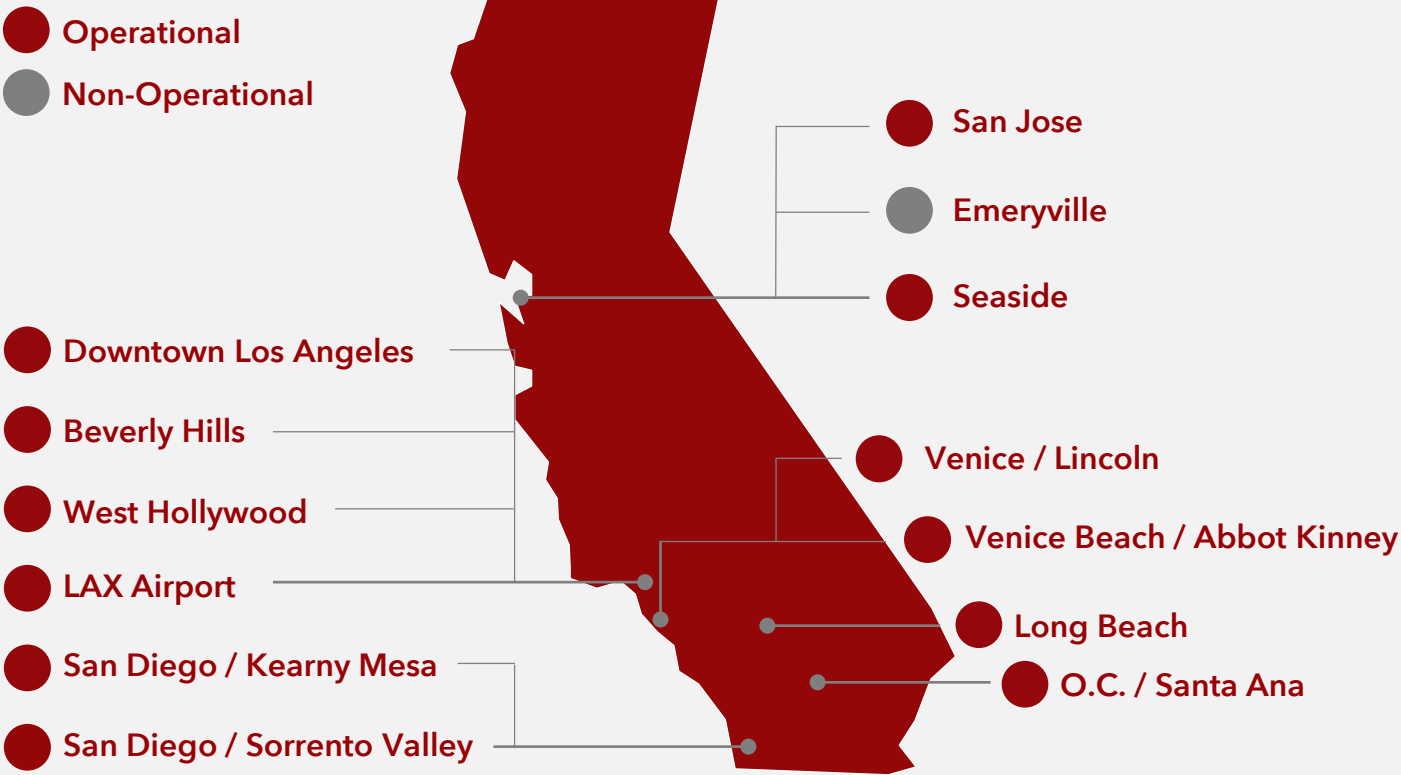 Operational
Non-Operational
San Jose
Emeryville
Seaside
Downtown Los Angeles
Beverly Hills
West Hollywood
LAX Airport
San Diego / Kearny Mesa
San Diego / Sorrento Valley
Venice / Lincoln
Venice Beach / Abbot Kinney
Long Beach
O.C. / Santa Ana